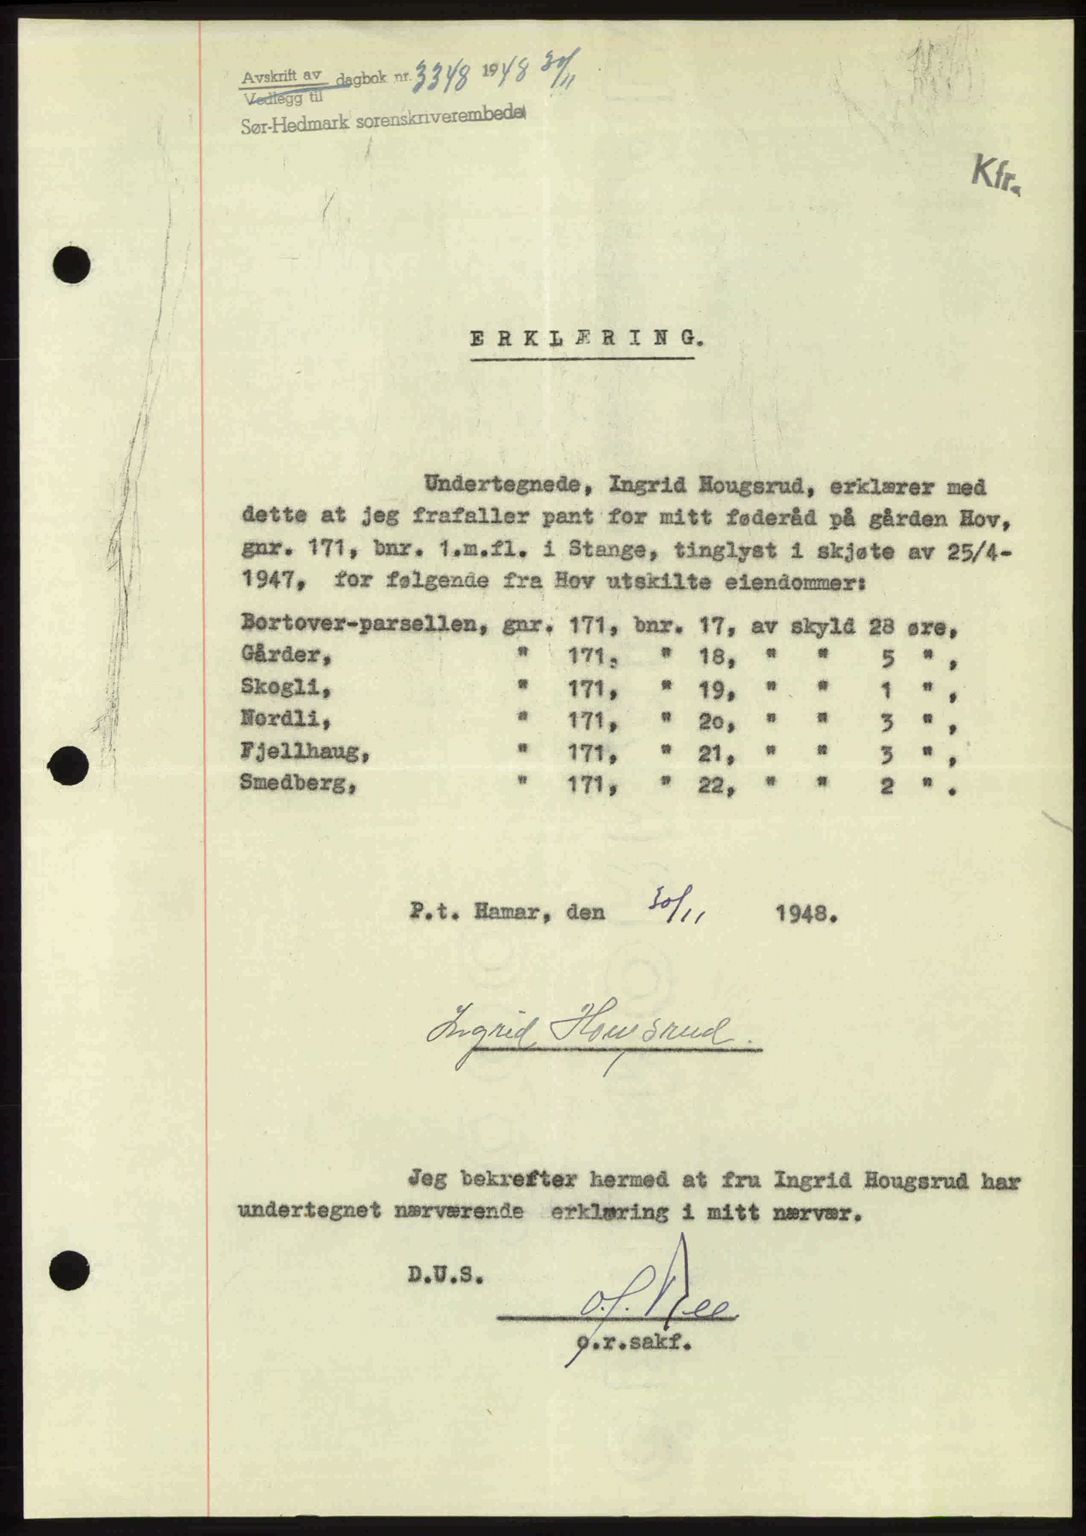 Avskrift av dagbok nr. 3348 1948 30/11
Vedlegg til
Sør-Hedmark sorenskriverembede
Kfr.
ERKLÆRING.
Undertegnede, Ingrid Hougsrud, erklærer med
dette at jeg frafaller pant for mitt føderåd på gården Hov,
gnr. 171, bnr. 1.m.fl. i Stange, tinglyst i skjøte av 25/4-
1947, for følgende fra Hov utskilte eiendommer:
Bortover-parsellen, gnr. 171, bnr. 17, av skyld 28 øre,
Gårder, " 171, " 18, " " 5 ",
Skogli, " 171, " 19, " " 1 ",
Nordli, " 171, " 20, " " 3 ",
Fjellhaug, " 171, " 21, " " 3 ",
Smedberg, " 171, " 22, " " 2 ".
P.t. Hamar, den 30/11 1948.
Ingrid Hougsrud.
Jeg bekrefter hermed at fru Ingrid Hougsrud har
undertegnet nærværende erklæring i mitt nærvær.
D.U.S.
o.r.sakf.